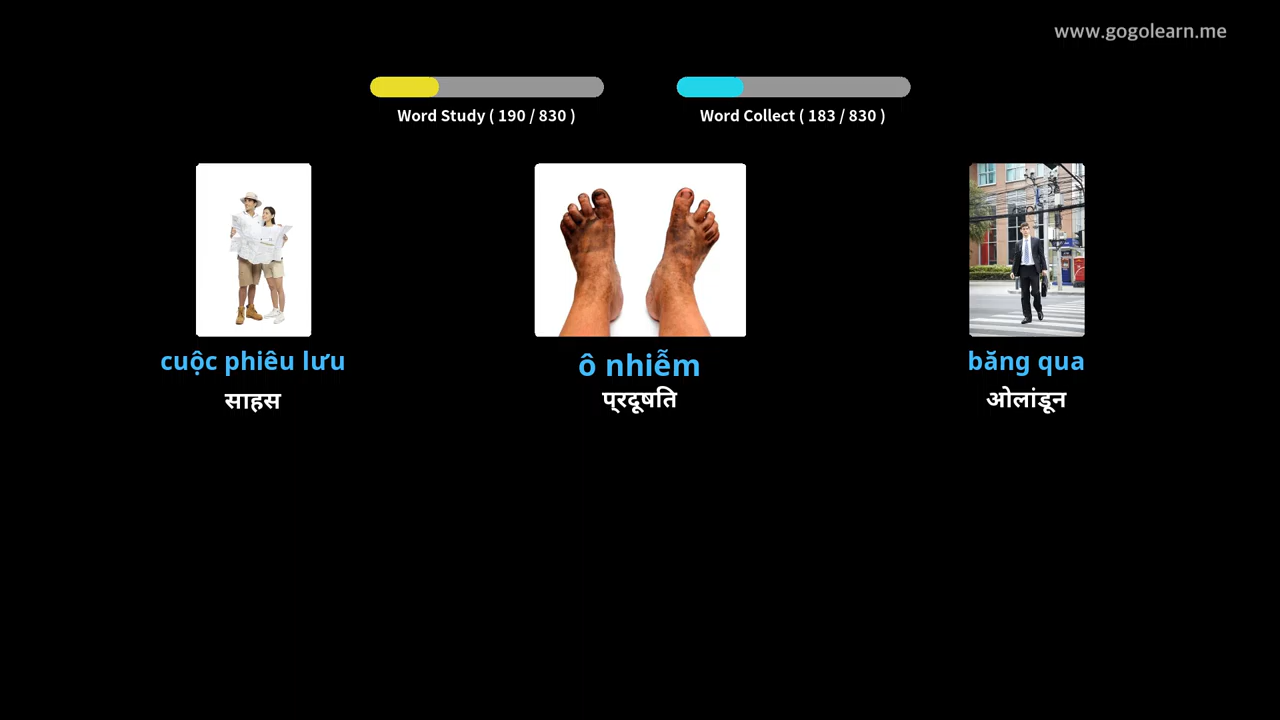 www.gogolearn.me
Word Study ( 190 / 830 )
Word Collect ( 183 / 830 )
cuộc phiêu lưu
ô nhiễm
băng qua
साहस
प्रदूषति
ओलांडून